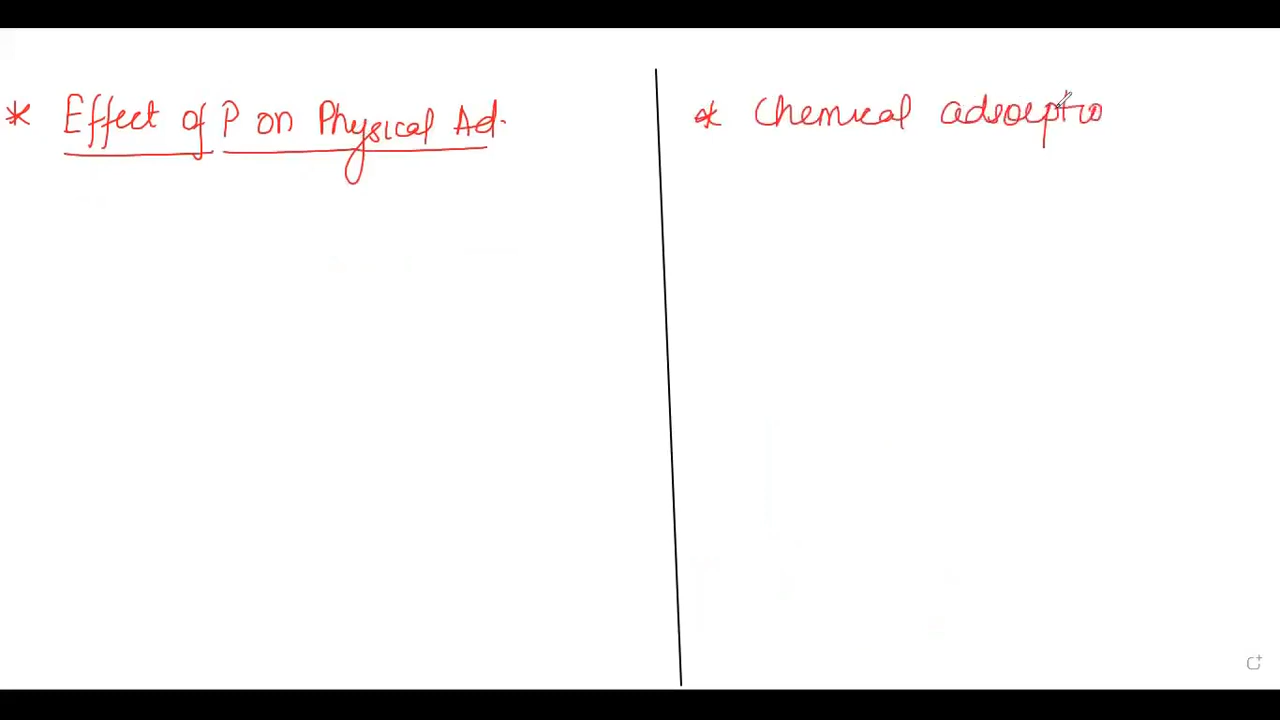 * Effect of P on Physical Ad.
* Chemical adsorptio